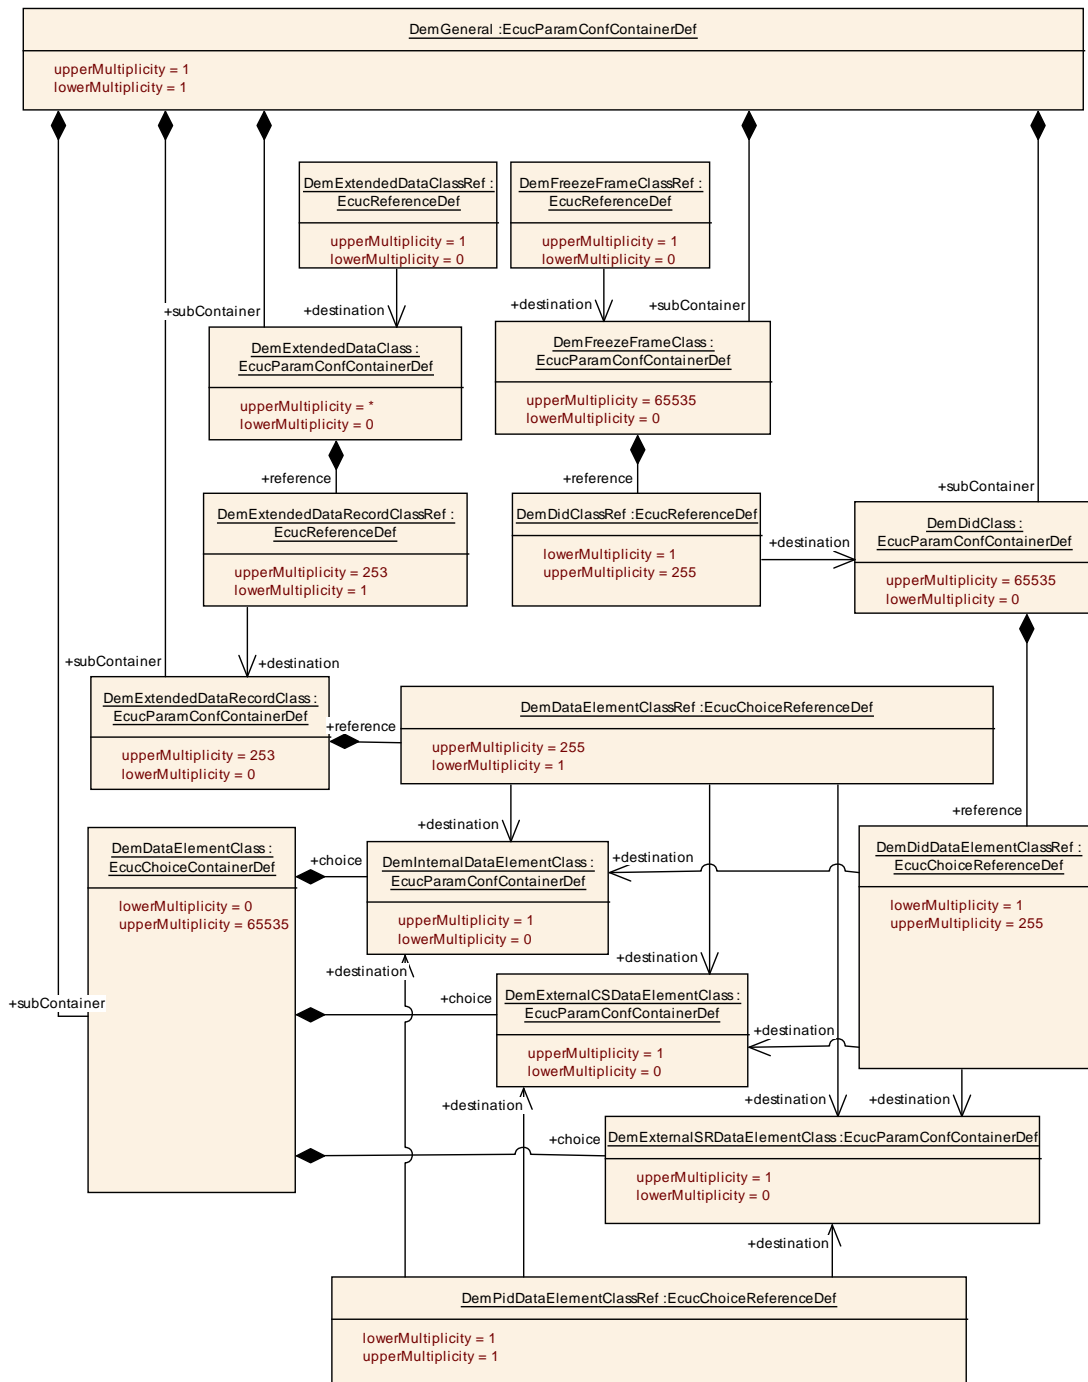 DemGeneral :EcucParamConfContainerDef
upperMultiplicity = 1
lowerMultiplicity = 1
DemExtendedDataClassRef :
EcucReferenceDef
upperMultiplicity = 1
lowerMultiplicity = 0
DemFreezeFrameClassRef :
EcucReferenceDef
upperMultiplicity = 1
lowerMultiplicity = 0
+subContainer
+destination
+destination
+subContainer
DemExtendedDataClass :
EcucParamConfContainerDef
upperMultiplicity = *
lowerMultiplicity = 0
DemFreezeFrameClass :
EcucParamConfContainerDef
upperMultiplicity = 65535
lowerMultiplicity = 0
+reference
+reference
+subContainer
DemExtendedDataRecordClassRef :
EcucReferenceDef
upperMultiplicity = 253
lowerMultiplicity = 1
DemDidClassRef :EcucReferenceDef
lowerMultiplicity = 1
upperMultiplicity = 255
+destination
DemDidClass :
EcucParamConfContainerDef
upperMultiplicity = 65535
lowerMultiplicity = 0
+subContainer
+destination
DemExtendedDataRecordClass :
EcucParamConfContainerDef
upperMultiplicity = 253
lowerMultiplicity = 0
+reference
DemDataElementClassRef :EcucChoiceReferenceDef
upperMultiplicity = 255
lowerMultiplicity = 1
+destination
+reference
DemDataElementClass :
EcucChoiceContainerDef
lowerMultiplicity = 0
upperMultiplicity = 65535
+choice
DemInternalDataElementClass :
EcucParamConfContainerDef
upperMultiplicity = 1
lowerMultiplicity = 0
+destination
DemDidDataElementClassRef :
EcucChoiceReferenceDef
lowerMultiplicity = 1
upperMultiplicity = 255
+destination
+destination
+subContainer
+choice
DemExternalCSDataElementClass :
EcucParamConfContainerDef
upperMultiplicity = 1
lowerMultiplicity = 0
+destination
+destination
+destination
+destination
+choice
DemExternalSRDataElementClass :EcucParamConfContainerDef
upperMultiplicity = 1
lowerMultiplicity = 0
+destination
DemPidDataElementClassRef :EcucChoiceReferenceDef
lowerMultiplicity = 1
upperMultiplicity = 1